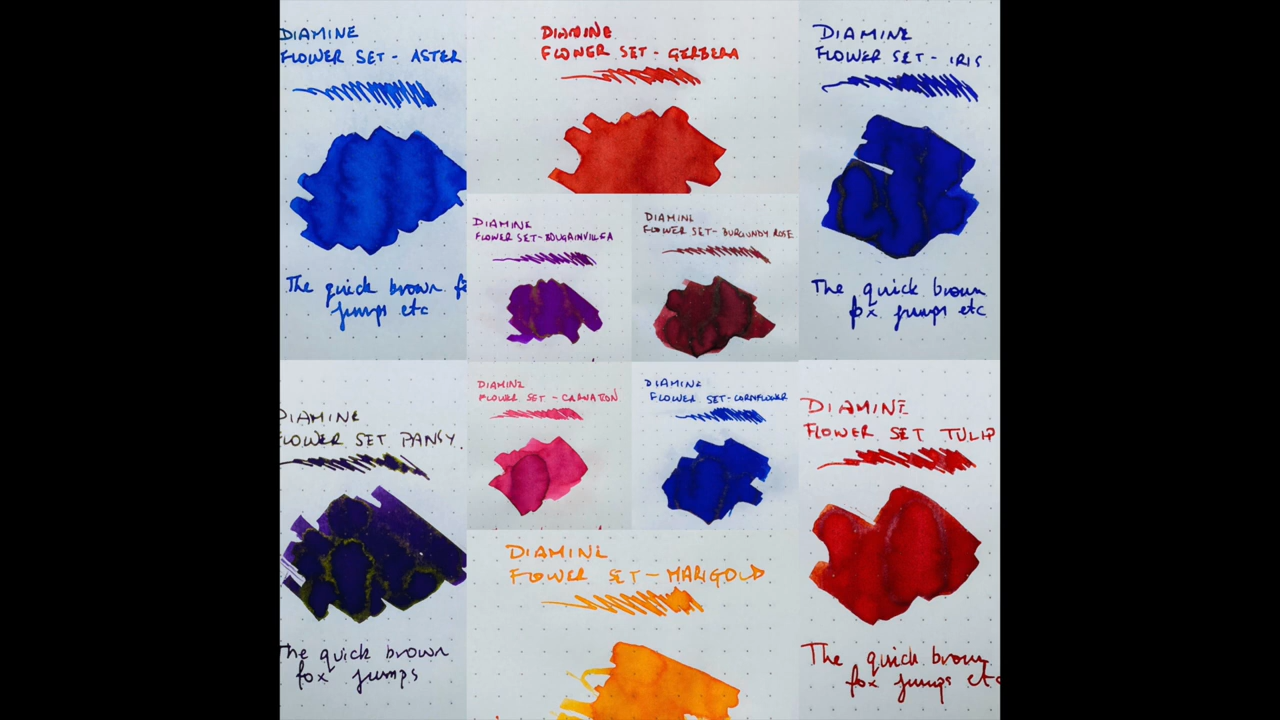 DIAMINE
FLOWER SET - ASTER
The quick brown fo
jumps etc
DIAMINE
FLOWER SET - GERBERA
DIAMINE
FLOWER SET - IRIS
The quick brown
fox jumps etc
DIAMINE
FLOWER SET - BOUGAINVILLEA
DIAMINE
FLOWER SET - BURGUNDY ROSE
DIAMINE
FLOWER SET PANSY.
The quick brown
fox jumps
DIAMINE
FLOWER SET - CARNATION
DIAMINE
FLOWER SET - CORNFLOWER
DIAMINE
FLOWER SET TULIP
The quick brown
fox jumps etc
DIAMINE
FLOWER SET - MARIGOLD